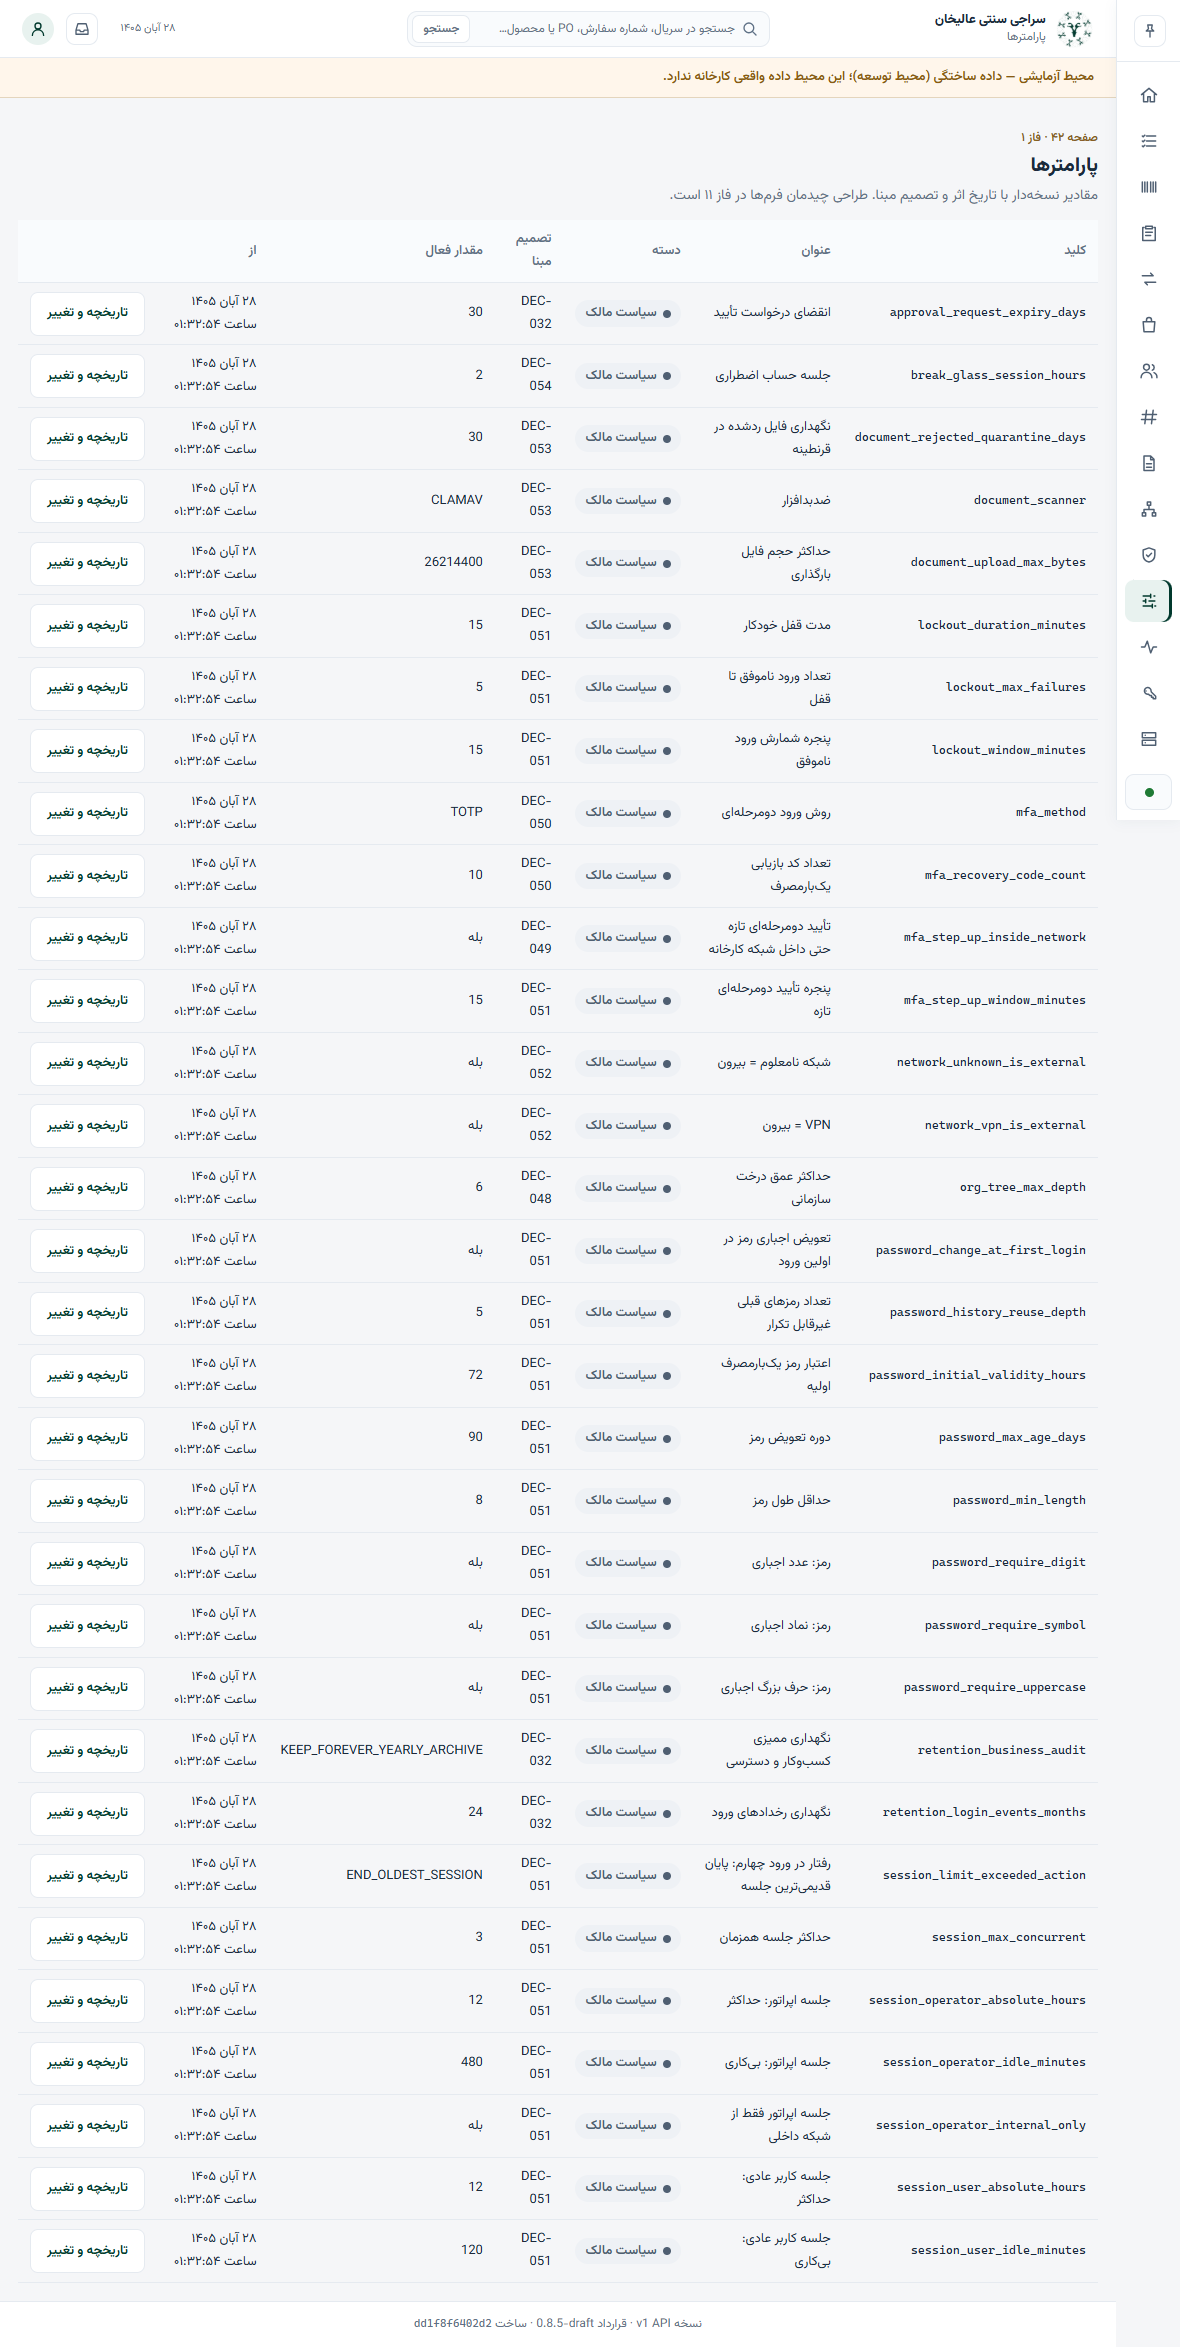 سراجی سنتی عالیخان
پارامترها
جستجو در سریال، شماره سفارش، PO یا محصول...
جستجو
۲۸ آبان ۱۴۰۵
محیط آزمایشی — داده ساختگی (محیط توسعه)؛ این محیط داده واقعی کارخانه ندارد.
صفحه ۴۲ · فاز ۱
پارامترها
مقادیر نسخه‌دار با تاریخ اثر و تصمیم مبنا. طراحی چیدمان فرم‌ها در فاز ۱۱ است.
کلید عنوان دسته تصمیم مبنا مقدار فعال از
approval_request_expiry_days انقضای درخواست تأیید سیاست مالک DEC-032 30 ۲۸ آبان ۱۴۰۵ ساعت ۰۱:۳۲:۵۴ تاریخچه و تغییر
break_glass_session_hours جلسه حساب اضطراری سیاست مالک DEC-054 2 ۲۸ آبان ۱۴۰۵ ساعت ۰۱:۳۲:۵۴ تاریخچه و تغییر
document_rejected_quarantine_days نگهداری فایل ردشده در قرنطینه سیاست مالک DEC-053 30 ۲۸ آبان ۱۴۰۵ ساعت ۰۱:۳۲:۵۴ تاریخچه و تغییر
document_scanner ضدبدافزار سیاست مالک DEC-053 CLAMAV ۲۸ آبان ۱۴۰۵ ساعت ۰۱:۳۲:۵۴ تاریخچه و تغییر
document_upload_max_bytes حداکثر حجم فایل بارگذاری سیاست مالک DEC-053 26214400 ۲۸ آبان ۱۴۰۵ ساعت ۰۱:۳۲:۵۴ تاریخچه و تغییر
lockout_duration_minutes مدت قفل خودکار سیاست مالک DEC-051 15 ۲۸ آبان ۱۴۰۵ ساعت ۰۱:۳۲:۵۴ تاریخچه و تغییر
lockout_max_failures تعداد ورود ناموفق تا قفل سیاست مالک DEC-051 5 ۲۸ آبان ۱۴۰۵ ساعت ۰۱:۳۲:۵۴ تاریخچه و تغییر
lockout_window_minutes پنجره شمارش ورود ناموفق سیاست مالک DEC-051 15 ۲۸ آبان ۱۴۰۵ ساعت ۰۱:۳۲:۵۴ تاریخچه و تغییر
mfa_method روش ورود دومرحله‌ای سیاست مالک DEC-050 TOTP ۲۸ آبان ۱۴۰۵ ساعت ۰۱:۳۲:۵۴ تاریخچه و تغییر
mfa_recovery_code_count تعداد کد بازیابی یک‌بارمصرف سیاست مالک DEC-050 10 ۲۸ آبان ۱۴۰۵ ساعت ۰۱:۳۲:۵۴ تاریخچه و تغییر
mfa_step_up_inside_network تأیید دومرحله‌ای تازه حتی داخل شبکه کارخانه سیاست مالک DEC-049 بله ۲۸ آبان ۱۴۰۵ ساعت ۰۱:۳۲:۵۴ تاریخچه و تغییر
mfa_step_up_window_minutes پنجره تأیید دومرحله‌ای تازه سیاست مالک DEC-051 15 ۲۸ آبان ۱۴۰۵ ساعت ۰۱:۳۲:۵۴ تاریخچه و تغییر
network_unknown_is_external شبکه نامعلوم = بیرون سیاست مالک DEC-052 بله ۲۸ آبان ۱۴۰۵ ساعت ۰۱:۳۲:۵۴ تاریخچه و تغییر
network_vpn_is_external VPN = بیرون سیاست مالک DEC-052 بله ۲۸ آبان ۱۴۰۵ ساعت ۰۱:۳۲:۵۴ تاریخچه و تغییر
org_tree_max_depth حداکثر عمق درخت سازمانی سیاست مالک DEC-048 6 ۲۸ آبان ۱۴۰۵ ساعت ۰۱:۳۲:۵۴ تاریخچه و تغییر
password_change_at_first_login تعویض اجباری رمز در اولین ورود سیاست مالک DEC-051 بله ۲۸ آبان ۱۴۰۵ ساعت ۰۱:۳۲:۵۴ تاریخچه و تغییر
password_history_reuse_depth تعداد رمزهای قبلی غیرقابل تکرار سیاست مالک DEC-051 5 ۲۸ آبان ۱۴۰۵ ساعت ۰۱:۳۲:۵۴ تاریخچه و تغییر
password_initial_validity_hours اعتبار رمز یک‌بارمصرف اولیه سیاست مالک DEC-051 72 ۲۸ آبان ۱۴۰۵ ساعت ۰۱:۳۲:۵۴ تاریخچه و تغییر
password_max_age_days دوره تعویض رمز سیاست مالک DEC-051 90 ۲۸ آبان ۱۴۰۵ ساعت ۰۱:۳۲:۵۴ تاریخچه و تغییر
password_min_length حداقل طول رمز سیاست مالک DEC-051 8 ۲۸ آبان ۱۴۰۵ ساعت ۰۱:۳۲:۵۴ تاریخچه و تغییر
password_require_digit رمز: عدد اجباری سیاست مالک DEC-051 بله ۲۸ آبان ۱۴۰۵ ساعت ۰۱:۳۲:۵۴ تاریخچه و تغییر
password_require_symbol رمز: نماد اجباری سیاست مالک DEC-051 بله ۲۸ آبان ۱۴۰۵ ساعت ۰۱:۳۲:۵۴ تاریخچه و تغییر
password_require_uppercase رمز: حرف بزرگ اجباری سیاست مالک DEC-051 بله ۲۸ آبان ۱۴۰۵ ساعت ۰۱:۳۲:۵۴ تاریخچه و تغییر
retention_business_audit نگهداری ممیزی کسب‌وکار و دسترسی سیاست مالک DEC-032 KEEP_FOREVER_YEARLY_ARCHIVE ۲۸ آبان ۱۴۰۵ ساعت ۰۱:۳۲:۵۴ تاریخچه و تغییر
retention_login_events_months نگهداری رخدادهای ورود سیاست مالک DEC-032 24 ۲۸ آبان ۱۴۰۵ ساعت ۰۱:۳۲:۵۴ تاریخچه و تغییر
session_limit_exceeded_action رفتار در ورود چهارم: پایان قدیمی‌ترین جلسه سیاست مالک DEC-051 END_OLDEST_SESSION ۲۸ آبان ۱۴۰۵ ساعت ۰۱:۳۲:۵۴ تاریخچه و تغییر
session_max_concurrent حداکثر جلسه همزمان سیاست مالک DEC-051 3 ۲۸ آبان ۱۴۰۵ ساعت ۰۱:۳۲:۵۴ تاریخچه و تغییر
session_operator_absolute_hours جلسه اپراتور: حداکثر سیاست مالک DEC-051 12 ۲۸ آبان ۱۴۰۵ ساعت ۰۱:۳۲:۵۴ تاریخچه و تغییر
session_operator_idle_minutes جلسه اپراتور: بی‌کاری سیاست مالک DEC-051 480 ۲۸ آبان ۱۴۰۵ ساعت ۰۱:۳۲:۵۴ تاریخچه و تغییر
session_operator_internal_only جلسه اپراتور فقط از شبکه داخلی سیاست مالک DEC-051 بله ۲۸ آبان ۱۴۰۵ ساعت ۰۱:۳۲:۵۴ تاریخچه و تغییر
session_user_absolute_hours جلسه کاربر عادی: حداکثر سیاست مالک DEC-051 12 ۲۸ آبان ۱۴۰۵ ساعت ۰۱:۳۲:۵۴ تاریخچه و تغییر
session_user_idle_minutes جلسه کاربر عادی: بی‌کاری سیاست مالک DEC-051 120 ۲۸ آبان ۱۴۰۵ ساعت ۰۱:۳۲:۵۴ تاریخچه و تغییر
نسخه v1 API · قرارداد 0.8.5-draft · ساخت dd1f8f6402d2